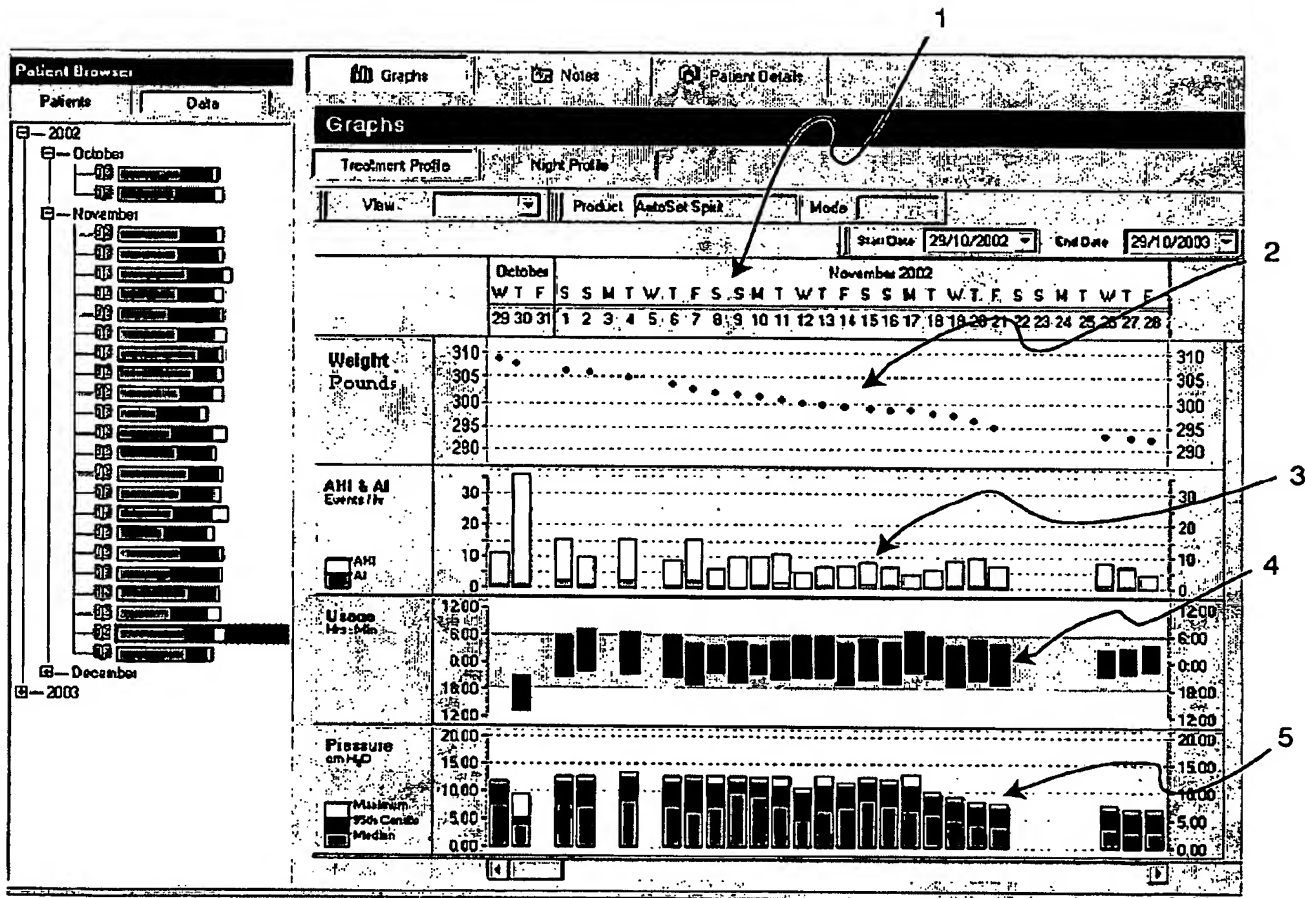 1
Patient Browser
Graphs Notes Patient Details
Patients Data
Graphs
2002
October
Treatment Profile Night Profile
View Product AutoSet Spirit Mode
November
Start Date 29/10/2002 End Date 29/10/2003
2
October November 2002
W T F S S M T W T F S S M T W T F S S M T W T F S S M T W T F
29 30 31 1 2 3 4 5 6 7 8 9 10 11 12 13 14 15 16 17 18 19 20 21 22 23 24 25 26 27 28
Weight
Pounds
310 310
305 305
300 300
295 295
290 290
3
AHI & AI
Events / hr
30 30
20 20
10 10
0 0
AHI
AI
4
Usage
Hrs : Min
12:00 12:00
6:00 6:00
0:00 0:00
18:00 18:00
12:00 12:00
December
2003
5
Pressure
cm H₂O
20.00 20.00
15.00 15.00
10.00 10.00
5.00 5.00
0.00 0.00
Maximum
95th Centile
Median